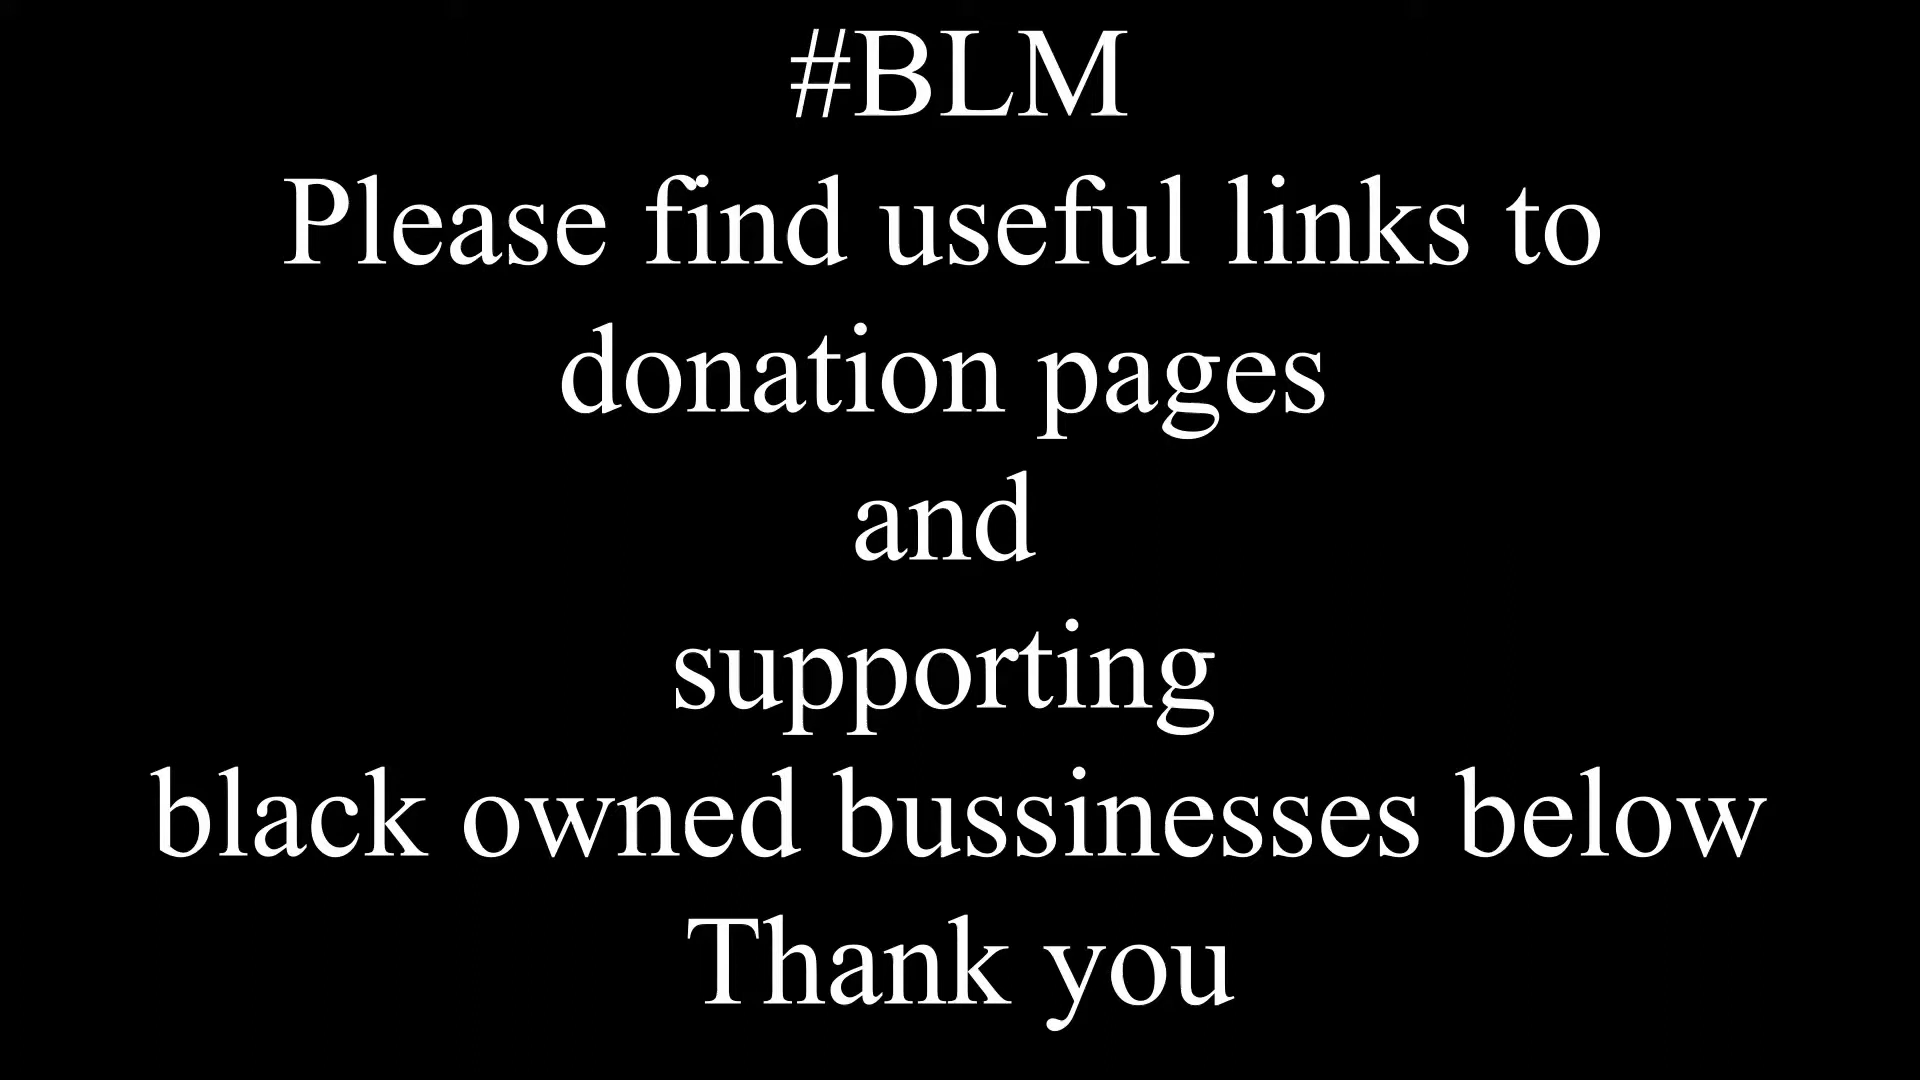 #BLM
Please find useful links to
donation pages
and
supporting
black owned bussinesses below
Thank you